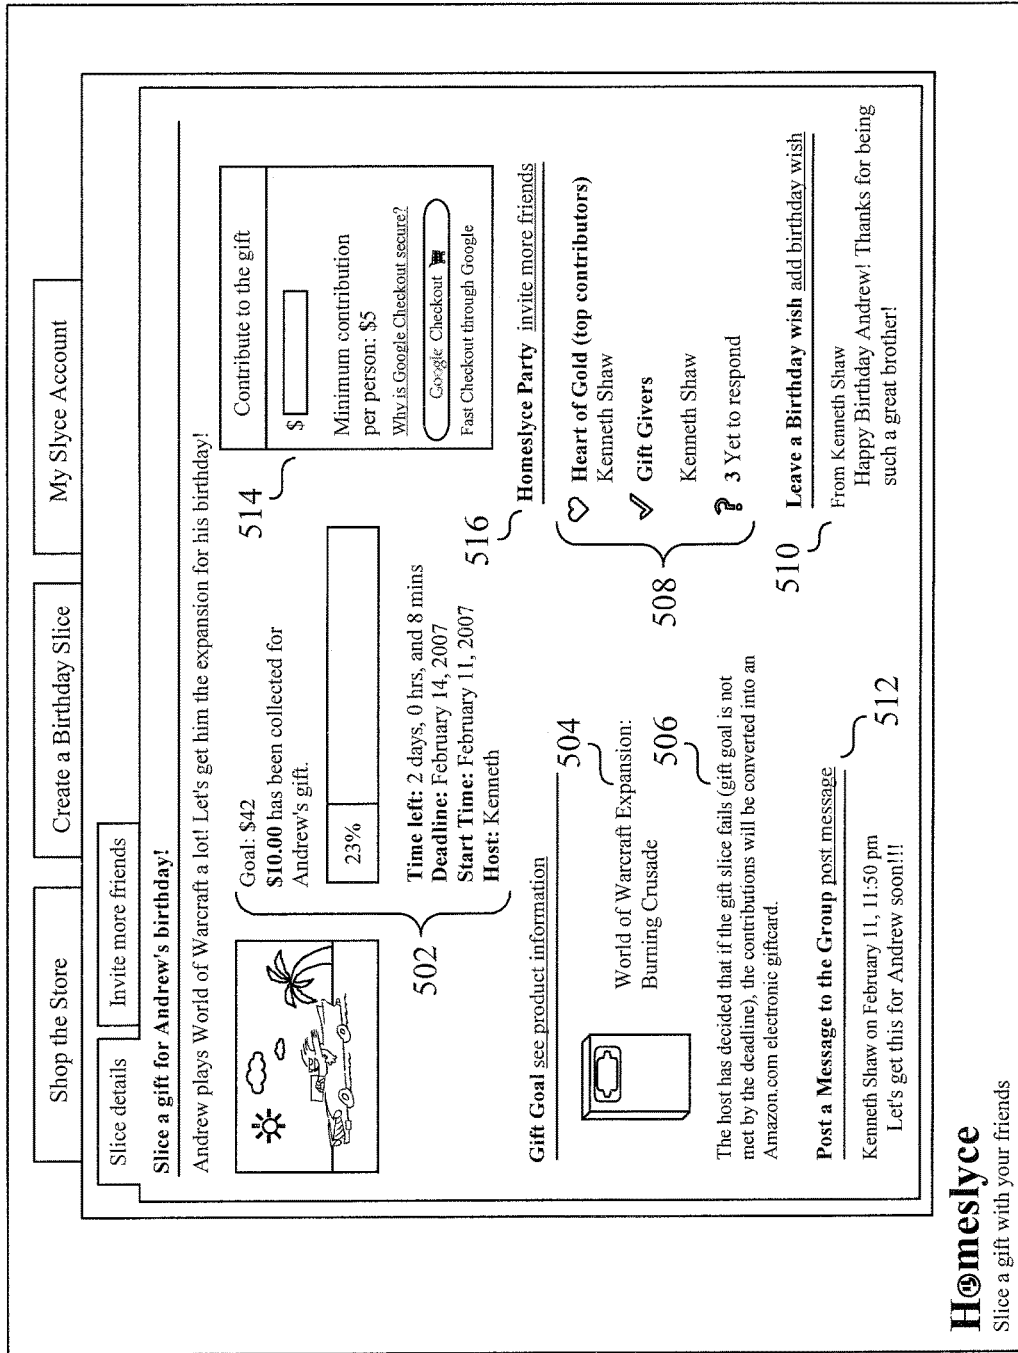 Homeslyce
Slice a gift with your friends
Shop the Store
Create a Birthday Slice
My Slyce Account
Slice details
Invite more friends
Slice a gift for Andrew's birthday!
Andrew plays World of Warcraft a lot! Let's get him the expansion for his birthday!
Goal: $42
$10.00 has been collected for
Andrew's gift.
23%
Time left: 2 days, 0 hrs, and 8 mins
Deadline: February 14, 2007
Start Time: February 11, 2007
Host: Kenneth
502
514
Contribute to the gift
$
Minimum contribution
per person: $5
Why is Google Checkout secure?
Google Checkout
Fast Checkout through Google
Gift Goal see product information
504
World of Warcraft Expansion:
Burning Crusade
506
The host has decided that if the gift slice fails (gift goal is not
met by the deadline), the contributions will be converted into an
Amazon.com electronic giftcard.
Post a Message to the Group post message
512
Kenneth Shaw on February 11, 11:50 pm
Let's get this for Andrew soon!!!
516
Homeslyce Party invite more friends
Heart of Gold (top contributors)
Kenneth Shaw
Gift Givers
Kenneth Shaw
3 Yet to respond
508
Leave a Birthday wish add birthday wish
510
From Kenneth Shaw
Happy Birthday Andrew! Thanks for being
such a great brother!